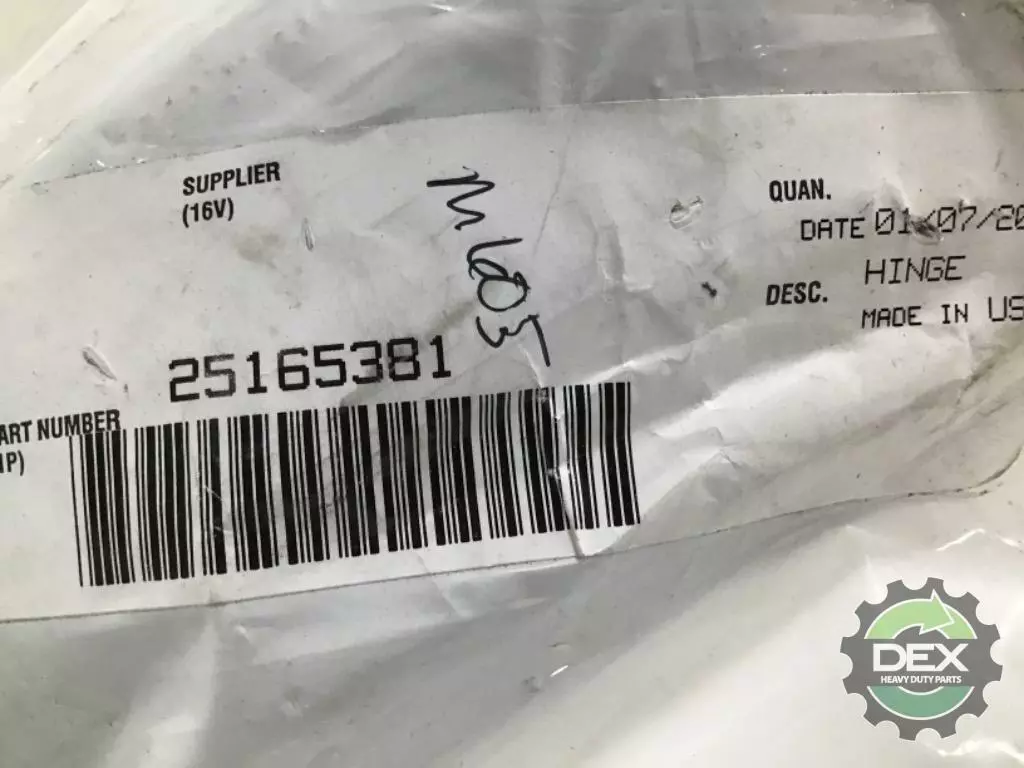 SUPPLIER
(16V)
M605
QUAN.
DATE 01/07/20
DESC. HINGE
MADE IN US
25165381
ART NUMBER
1P)
DEX
HEAVY DUTY PARTS